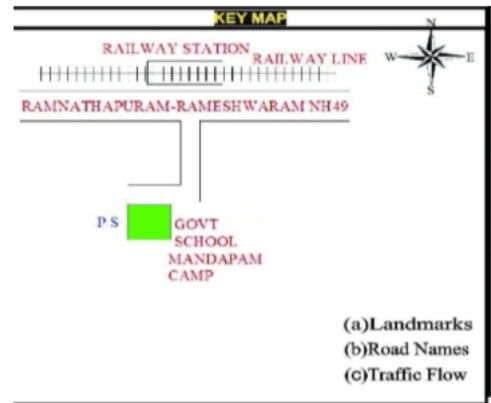 KEY MAP
N
RAILWAY STATION
RAILWAY LINE
W
E
S
RAMNATHAPURAM-RAMESHWARAM NH49
P S
GOVT
SCHOOL
MANDAPAM
CAMP
(a)Landmarks
(b)Road Names
(c)Traffic Flow